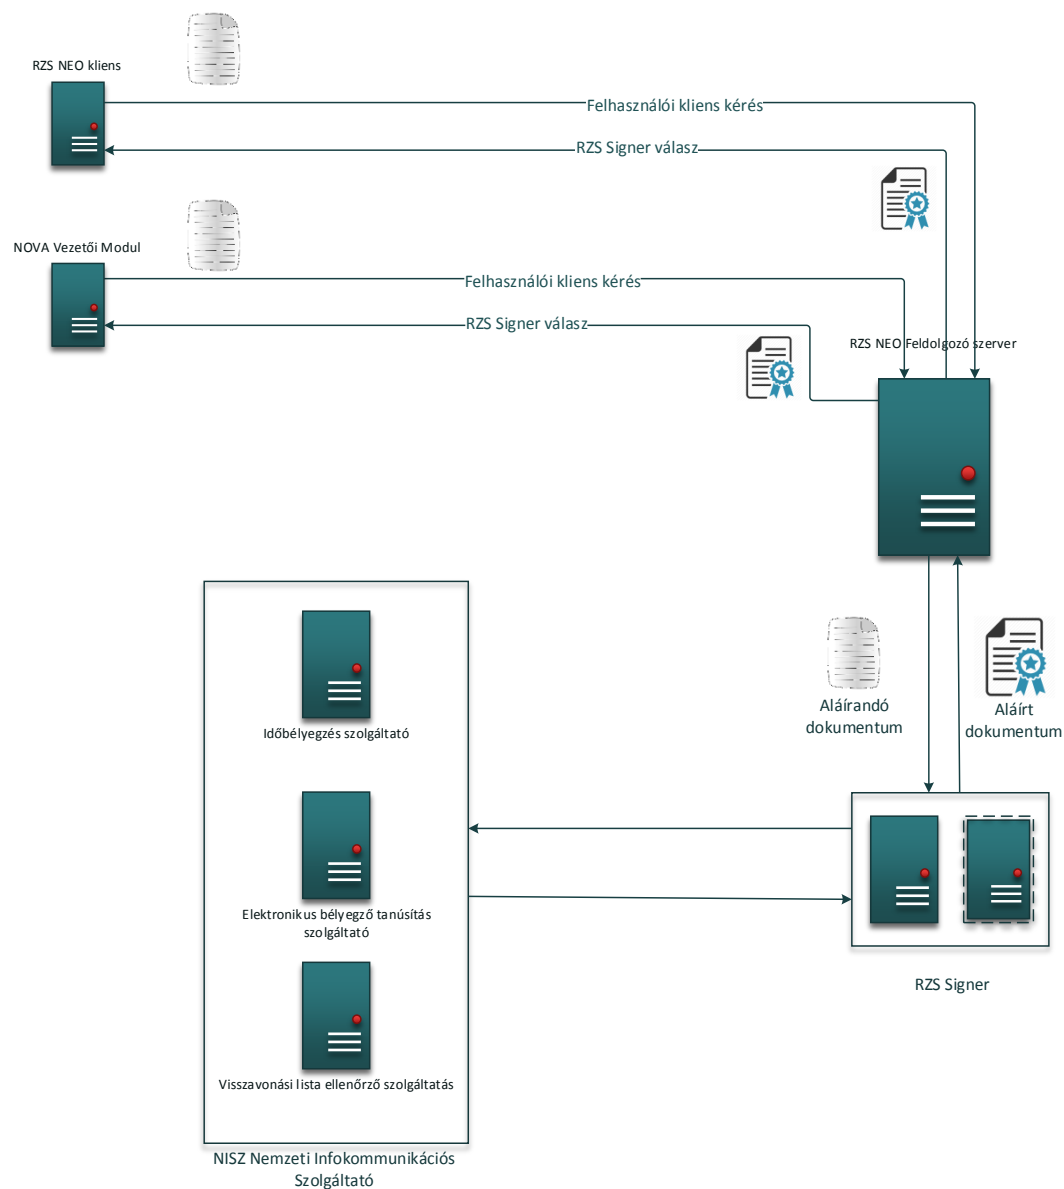 RZS NEO kliens
Felhasználói kliens kérés
RZS Signer válasz
NOVA Vezetői Modul
Felhasználói kliens kérés
RZS Signer válasz
RZS NEO Feldolgozó szerver
Időbélyegzés szolgáltató
Aláírandó
dokumentum
Aláírt
dokumentum
Elektronikus bélyegző tanúsítás
szolgáltató
RZS Signer
Visszavonási lista ellenőrző szolgáltatás
NISZ Nemzeti Infokommunikációs
Szolgáltató